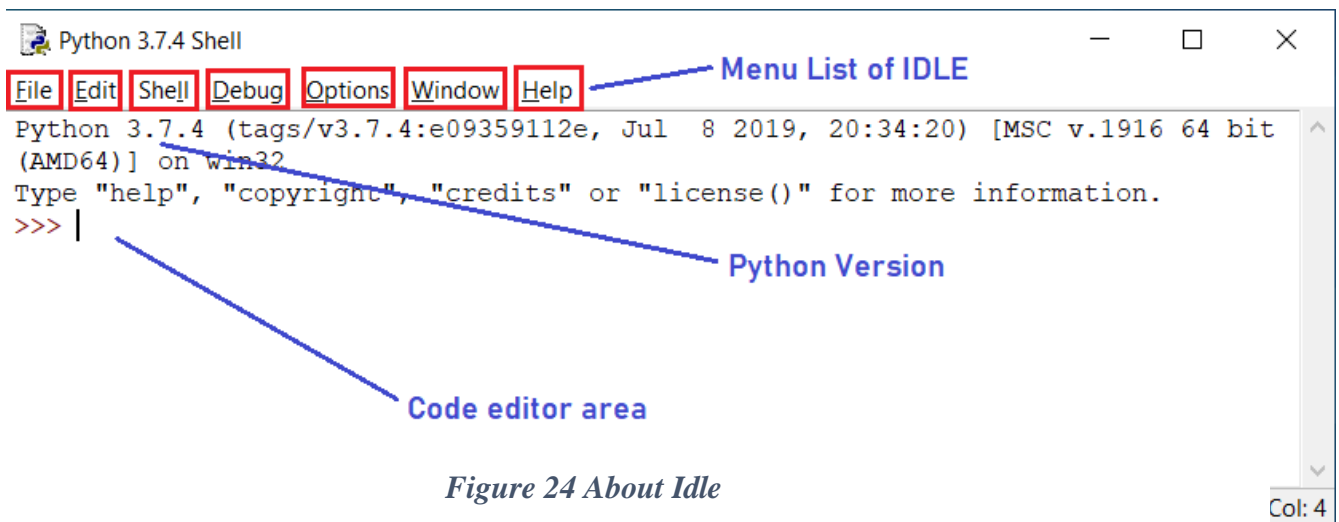 Python 3.7.4 Shell
File Edit Shell Debug Options Window Help
Menu List of IDLE
Python 3.7.4 (tags/v3.7.4:e09359112e, Jul  8 2019, 20:34:20) [MSC v.1916 64 bit
(AMD64)] on win32
Type "help", "copyright", "credits" or "license()" for more information.
>>>
Python Version
Code editor area
Figure 24 About Idle
Col: 4